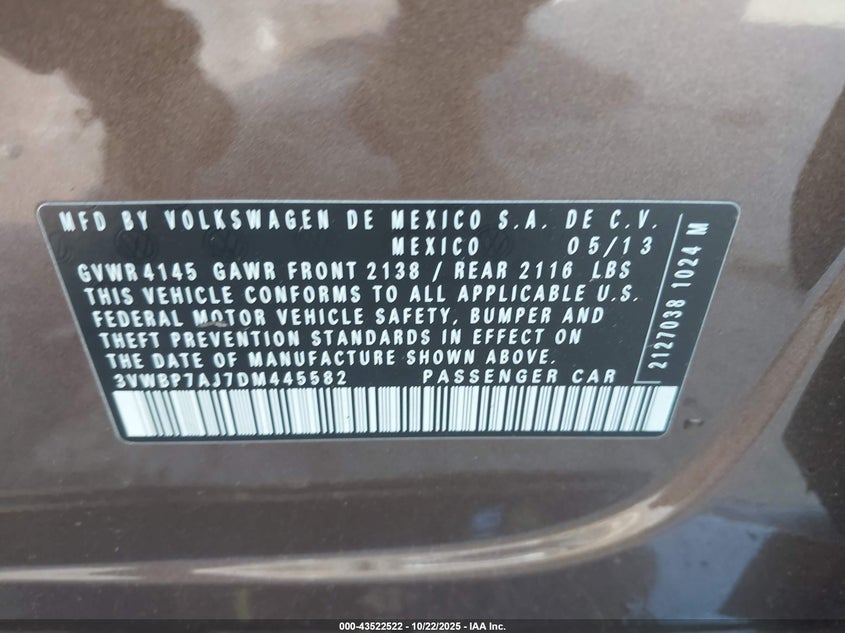 MFD BY VOLKSWAGEN DE MEXICO S.A. DE C.V.
MEXICO 05/13
GVWR 4145 GAWR FRONT 2138 / REAR 2116 LBS
THIS VEHICLE CONFORMS TO ALL APPLICABLE U.S.
FEDERAL MOTOR VEHICLE SAFETY, BUMPER AND
THEFT PREVENTION STANDARDS IN EFFECT ON
THE DATE OF MANUFACTURE SHOWN ABOVE.
3VWBP7AJ7DM445582 PASSENGER CAR
2127038 1024 M
000-43522522 - 10/22/2025 - IAA Inc.